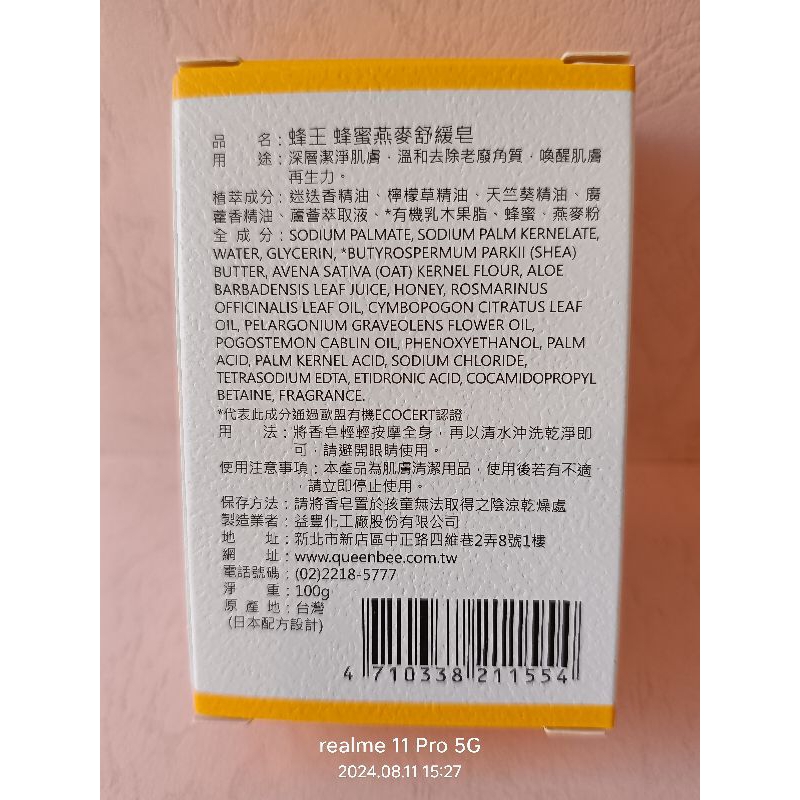 品　　名：蜂王 蜂蜜燕麥舒緩皂
用　　途：深層潔淨肌膚，溫和去除老廢角質，喚醒肌膚
再生力。
植萃成分：迷迭香精油、檸檬草精油、天竺葵精油、廣
藿香精油、蘆薈萃取液、*有機乳木果脂、蜂蜜、燕麥粉
全 成 分：SODIUM PALMATE, SODIUM PALM KERNELATE,
WATER, GLYCERIN, *BUTYROSPERMUM PARKII (SHEA)
BUTTER, AVENA SATIVA (OAT) KERNEL FLOUR, ALOE
BARBADENSIS LEAF JUICE, HONEY, ROSMARINUS
OFFICINALIS LEAF OIL, CYMBOPOGON CITRATUS LEAF
OIL, PELARGONIUM GRAVEOLENS FLOWER OIL,
POGOSTEMON CABLIN OIL, PHENOXYETHANOL, PALM
ACID, PALM KERNEL ACID, SODIUM CHLORIDE,
TETRASODIUM EDTA, ETIDRONIC ACID, COCAMIDOPROPYL
BETAINE, FRAGRANCE.
*代表此成分通過歐盟有機ECOCERT認證
用　　法：將香皂輕輕按摩全身，再以清水沖洗乾淨即
可，請避開眼睛使用。
使用注意事項：本產品為肌膚清潔用品，使用後若有不適
，請立即停止使用。
保存方法：請將香皂置於孩童無法取得之陰涼乾燥處
製造業者：益豐化工廠股份有限公司
地　　址：新北市新店區中正路四維巷2弄8號1樓
網　　址：www.queenbee.com.tw
電話號碼：(02)2218-5777
淨　　重：100g
原 產 地：台灣
(日本配方設計)
4 710338 211554
realme 11 Pro 5G
2024.08.11 15:27